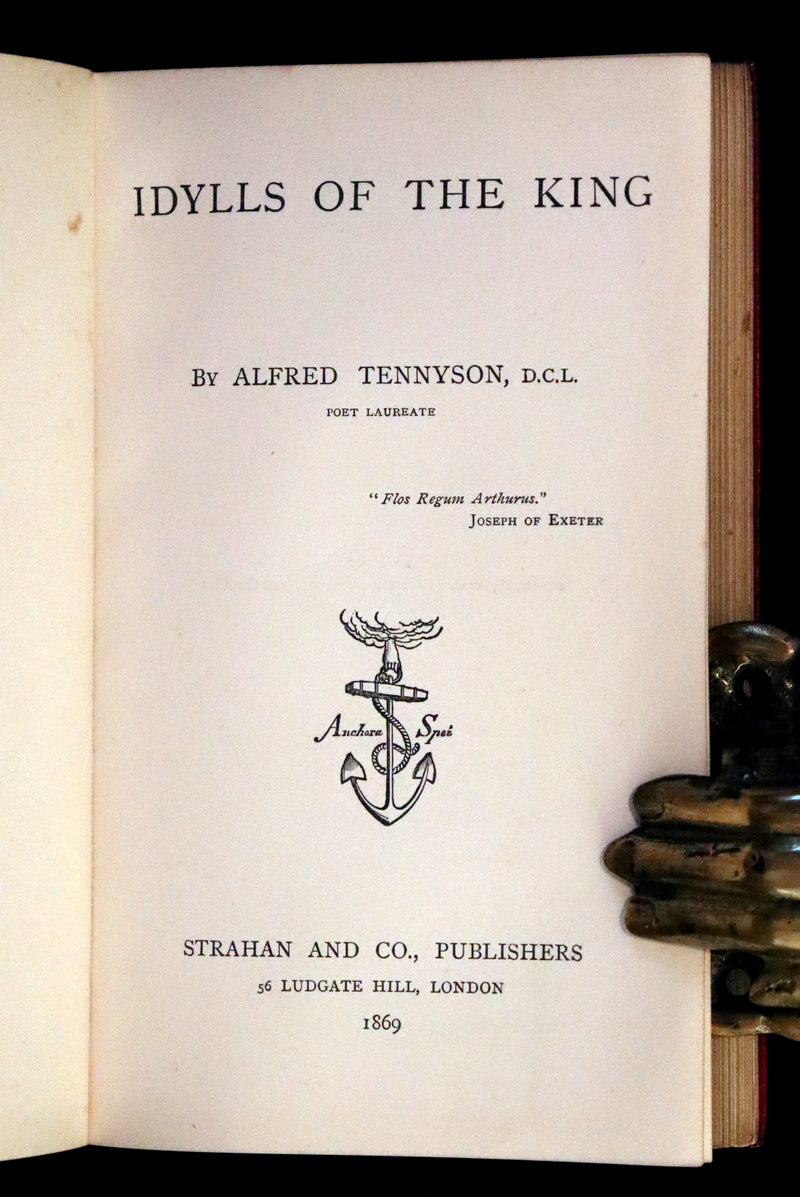 IDYLLS OF THE KING
BY ALFRED TENNYSON, D.C.L.
POET LAUREATE
"Flos Regum Arthurus."
JOSEPH OF EXETER
Anchora Spei
STRAHAN AND CO., PUBLISHERS
56 LUDGATE HILL, LONDON
1869